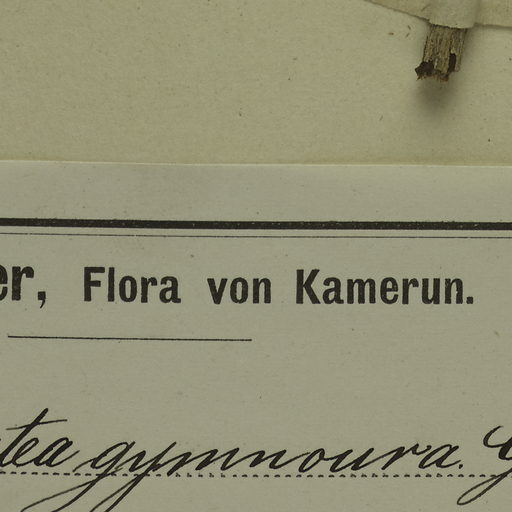 er, Flora von Kamerun.
tea gymnoura. G